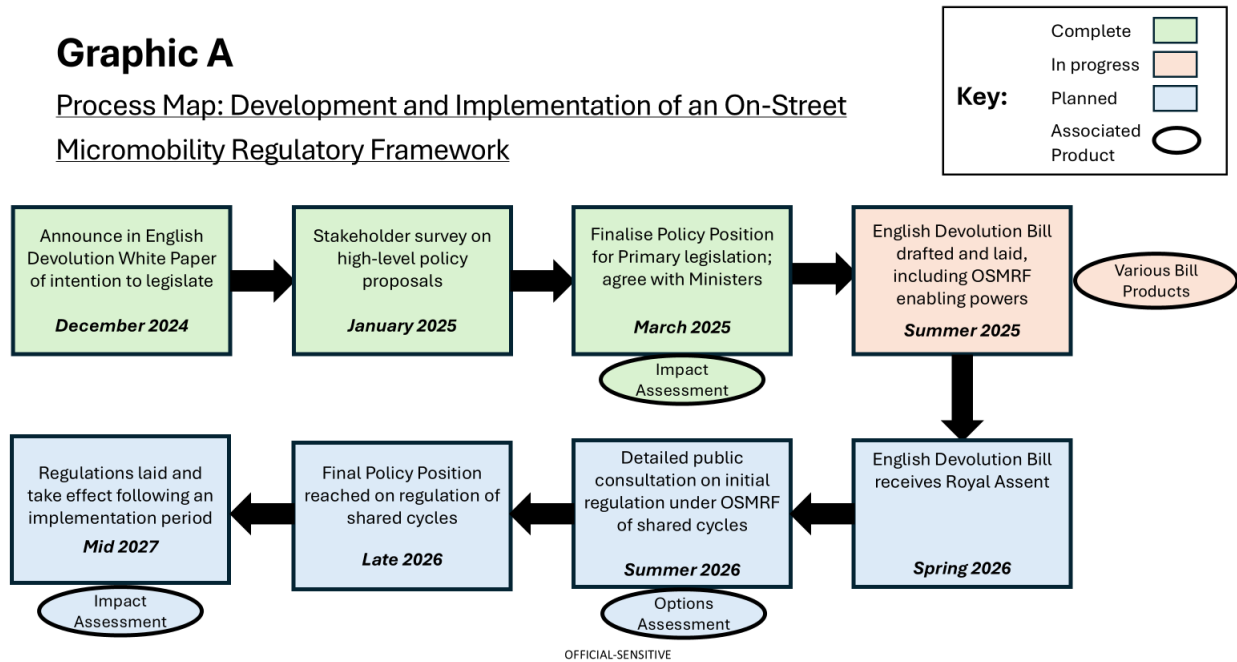 Graphic A
Process Map: Development and Implementation of an On-Street
Micromobility Regulatory Framework
Key:
Complete
In progress
Planned
Associated
Product
Announce in English
Devolution White Paper
of intention to legislate
December 2024
Stakeholder survey on
high-level policy
proposals
January 2025
Finalise Policy Position
for Primary legislation;
agree with Ministers
March 2025
Impact
Assessment
English Devolution Bill
drafted and laid,
including OSMRF
enabling powers
Summer 2025
Various Bill
Products
English Devolution Bill
receives Royal Assent
Spring 2026
Detailed public
consultation on initial
regulation under OSMRF
of shared cycles
Summer 2026
Options
Assessment
Final Policy Position
reached on regulation of
shared cycles
Late 2026
Regulations laid and
take effect following an
implementation period
Mid 2027
Impact
Assessment
OFFICIAL-SENSITIVE